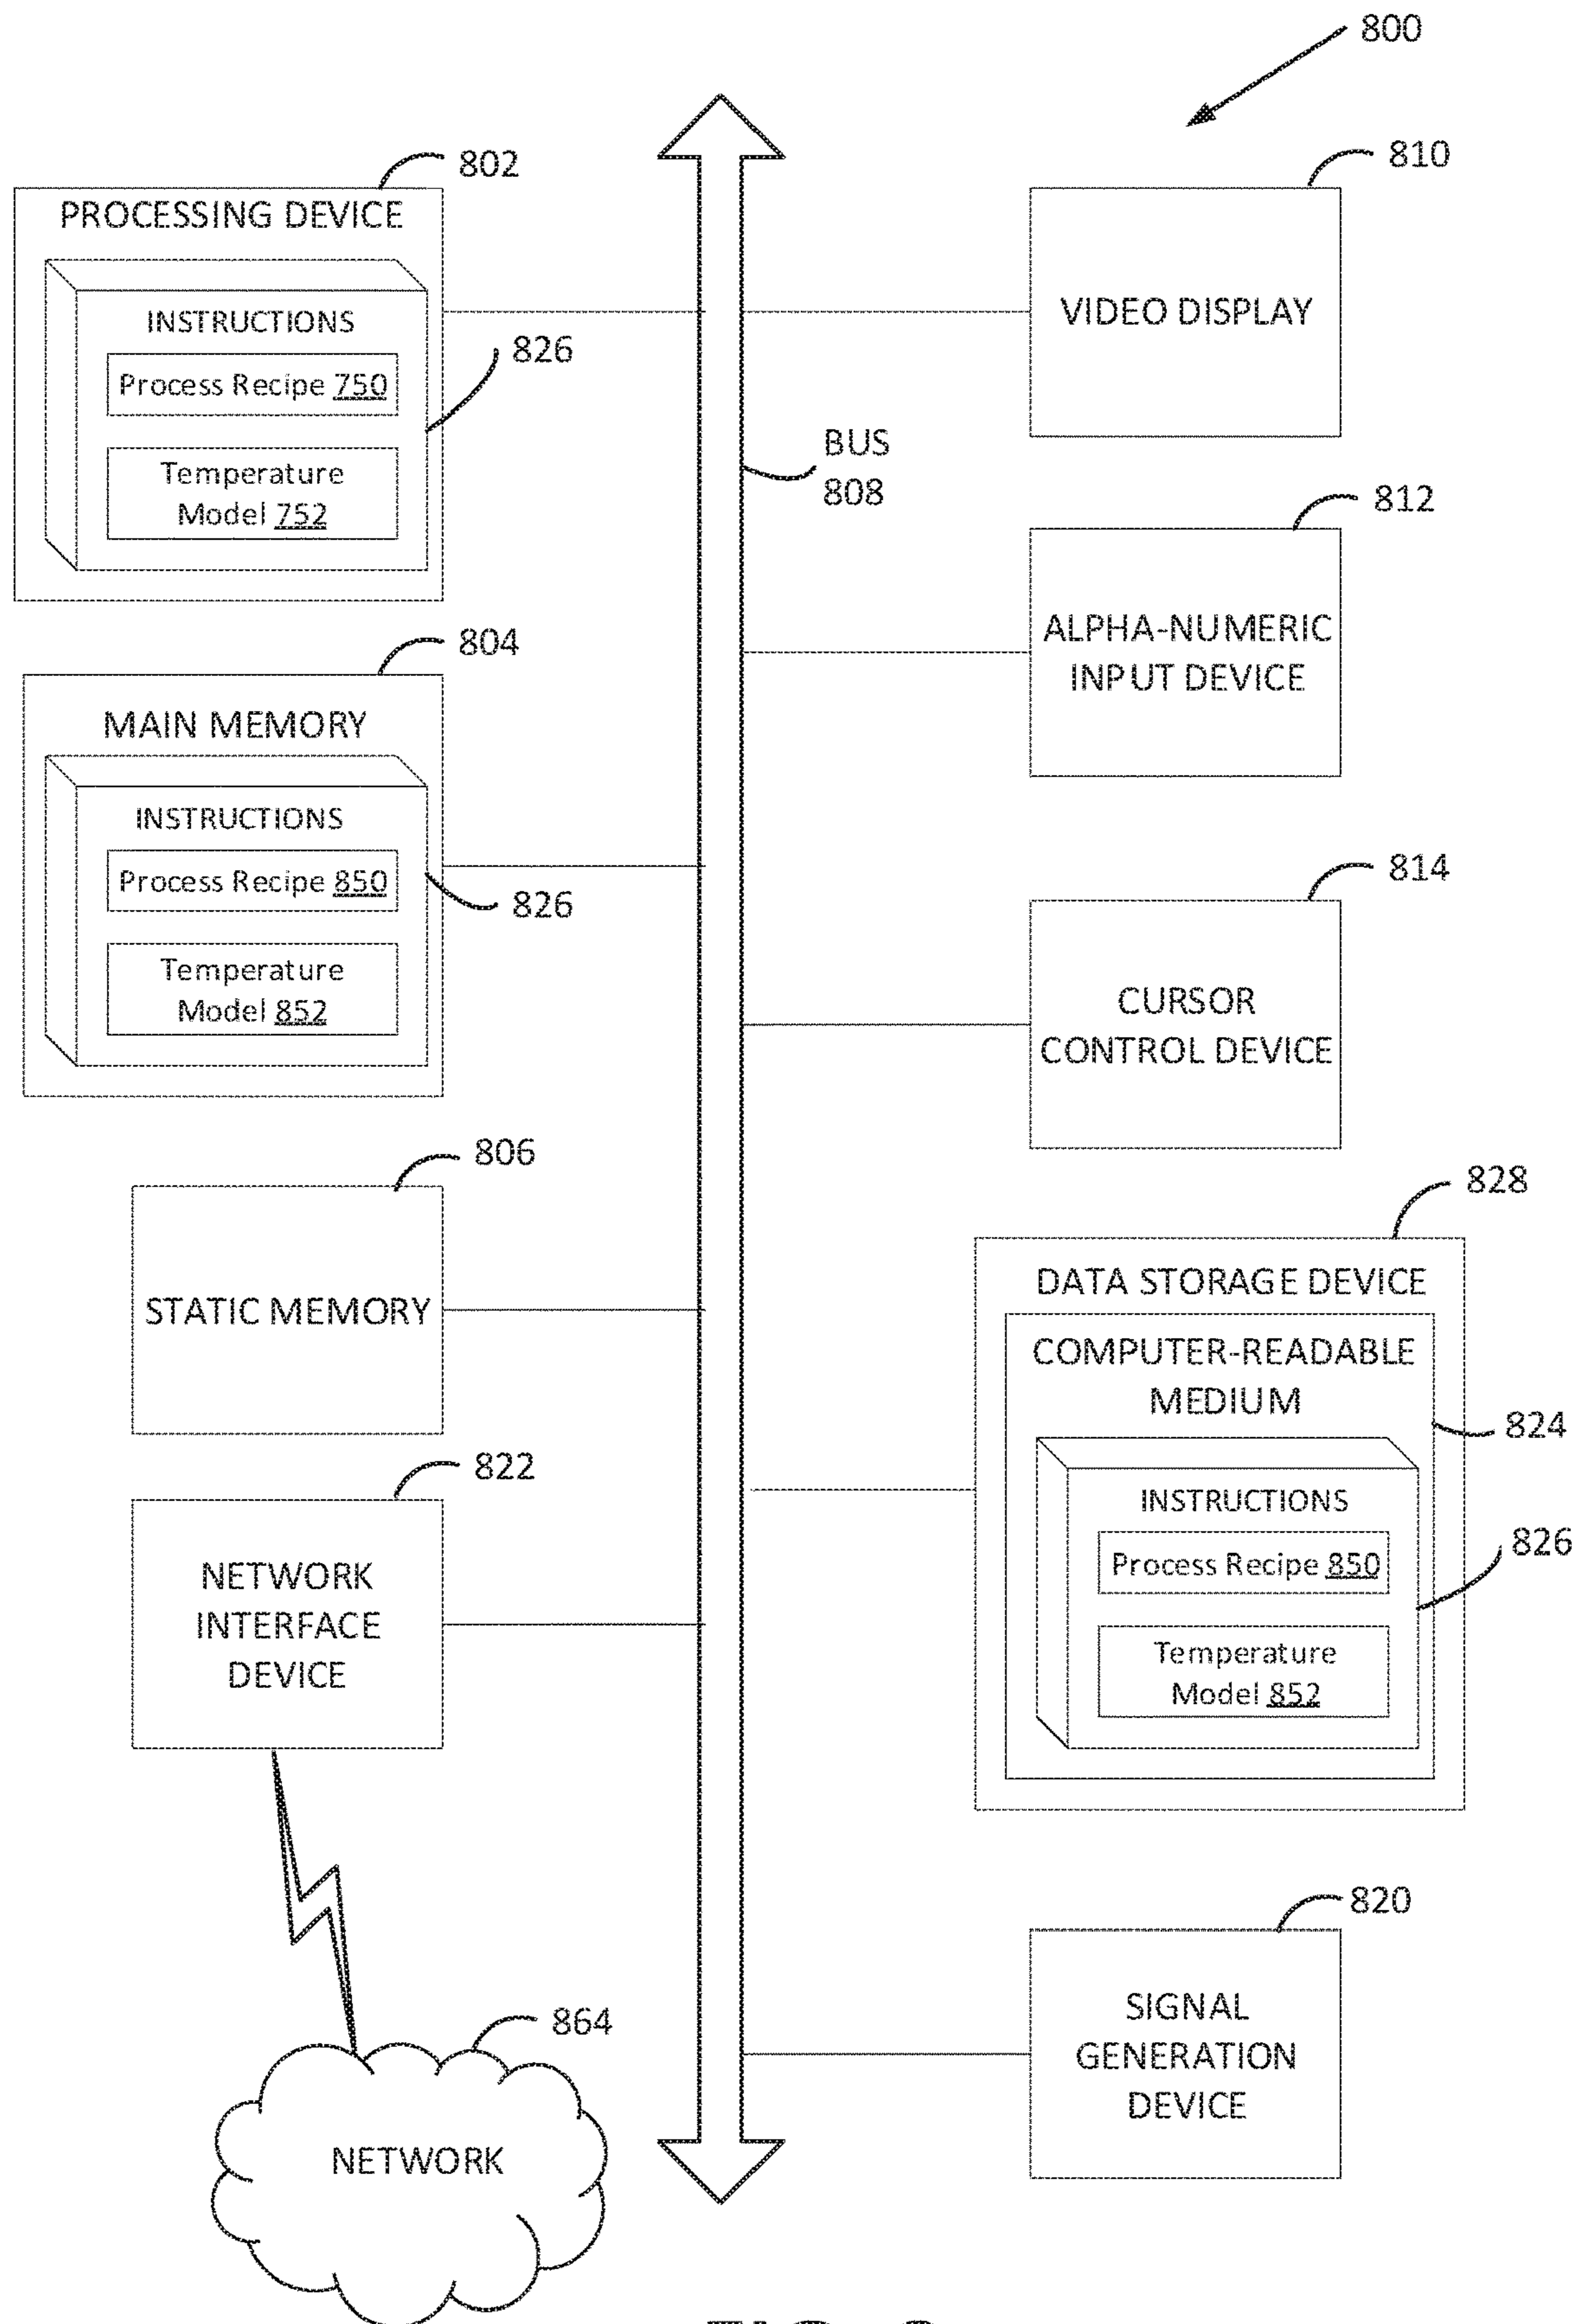 800
802
PROCESSING DEVICE
INSTRUCTIONS
Process Recipe 750
Temperature
Model 752
826
804
MAIN MEMORY
INSTRUCTIONS
Process Recipe 850
Temperature
Model 852
826
806
STATIC MEMORY
822
NETWORK
INTERFACE
DEVICE
864
NETWORK
BUS
808
810
VIDEO DISPLAY
812
ALPHA-NUMERIC
INPUT DEVICE
814
CURSOR
CONTROL DEVICE
828
DATA STORAGE DEVICE
COMPUTER-READABLE
MEDIUM
824
INSTRUCTIONS
Process Recipe 850
826
Temperature
Model 852
820
SIGNAL
GENERATION
DEVICE